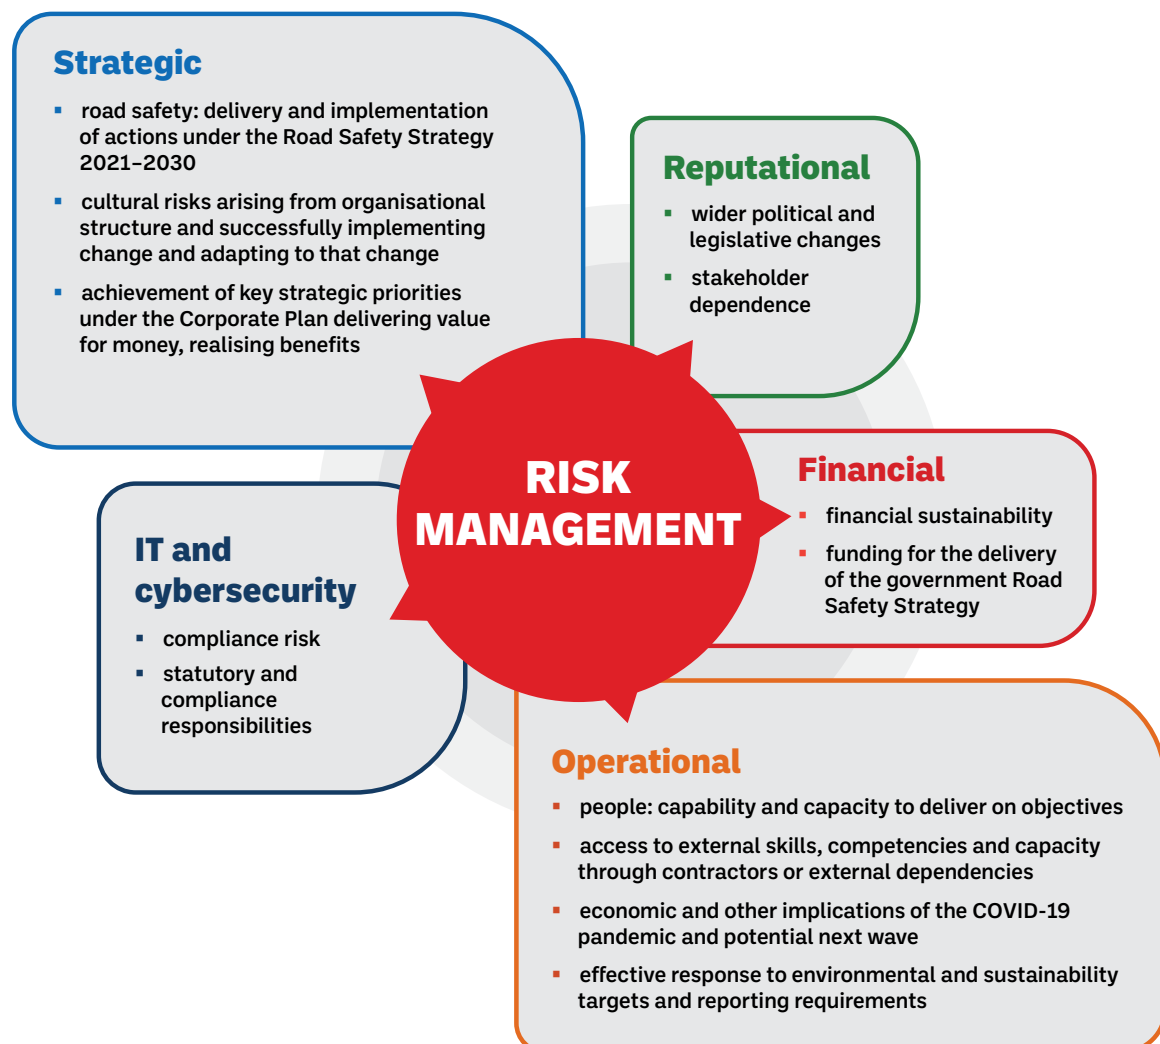 Strategic
▪ road safety: delivery and implementation
of actions under the Road Safety Strategy
2021–2030
▪ cultural risks arising from organisational
structure and successfully implementing
change and adapting to that change
▪ achievement of key strategic priorities
under the Corporate Plan delivering value
for money, realising benefits
Reputational
▪ wider political and
legislative changes
▪ stakeholder
dependence
RISK
MANAGEMENT
Financial
▪ financial sustainability
▪ funding for the delivery
of the government Road
Safety Strategy
IT and
cybersecurity
▪ compliance risk
▪ statutory and
compliance
responsibilities
Operational
▪ people: capability and capacity to deliver on objectives
▪ access to external skills, competencies and capacity
through contractors or external dependencies
▪ economic and other implications of the COVID-19
pandemic and potential next wave
▪ effective response to environmental and sustainability
targets and reporting requirements